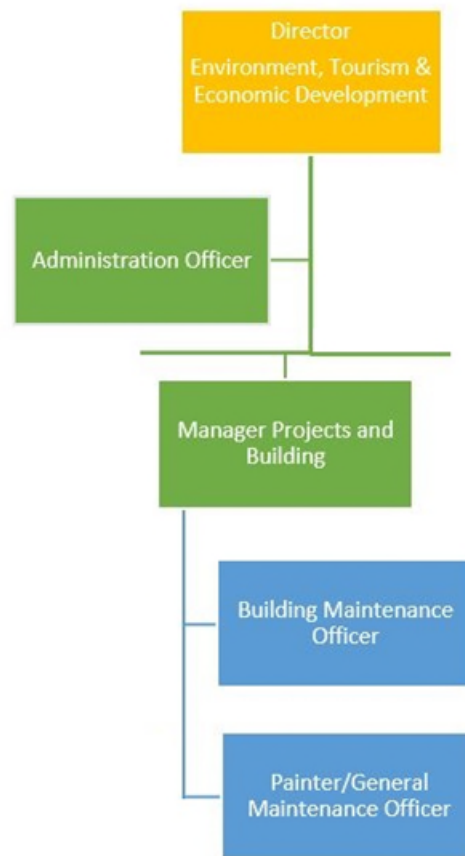 Director
Environment, Tourism &
Economic Development
Administration Officer
Manager Projects and
Building
Building Maintenance
Officer
Painter/General
Maintenance Officer